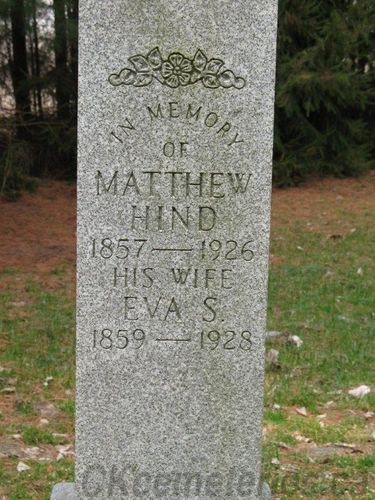 IN MEMORY
OF
MATTHEW
HIND
1857 — 1926
HIS WIFE
EVA S.
1859 — 1928